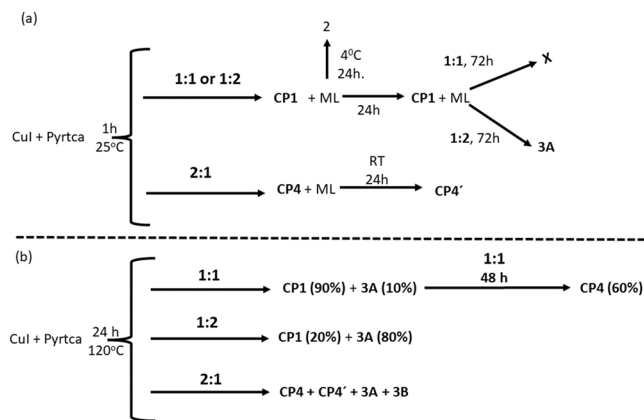 (a)
2
4⁰C
24h.
1:1 or 1:2
CP1 + ML
24h
CP1 + ML
1:1, 72h
X
1:2, 72h
3A
CuI + Pyrtca
1h
25⁰C
2:1
CP4 + ML
RT
24h
CP4´
(b)
1:1
CP1 (90%) + 3A (10%)
1:1
48 h
CP4 (60%)
CuI + Pyrtca
24 h
120⁰C
1:2
CP1 (20%) + 3A (80%)
2:1
CP4 + CP4´ + 3A + 3B